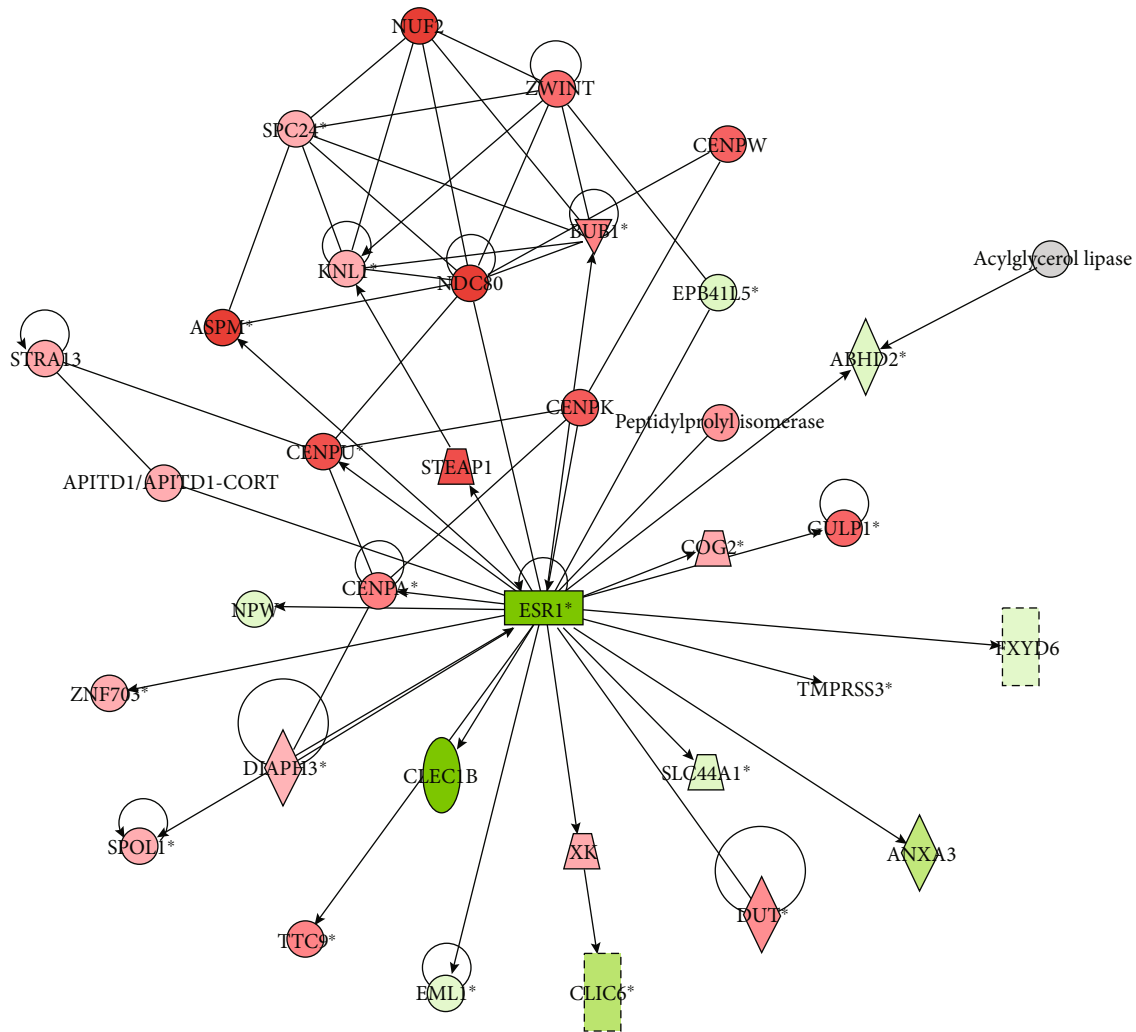 NUF2
ZWINT
SPC24*
CENPW
BUB1*
KNL1*
NDC80
Acylglycerol lipase
EPB41L5*
ASPM*
STRA13
ABHD2*
CENPK
Peptidylprolyl isomerase
CENPU*
STEAP1
APITD1/APITD1-CORT
GULP1*
COG2*
CENPA*
NPW
ESR1*
FXYD6
ZNF703*
TMPRSS3*
DIAPH3*
CLEC1B
SLC44A1*
SPOL1*
XK
ANXA3
DUT*
TTC9*
EML1*
CLIC6*